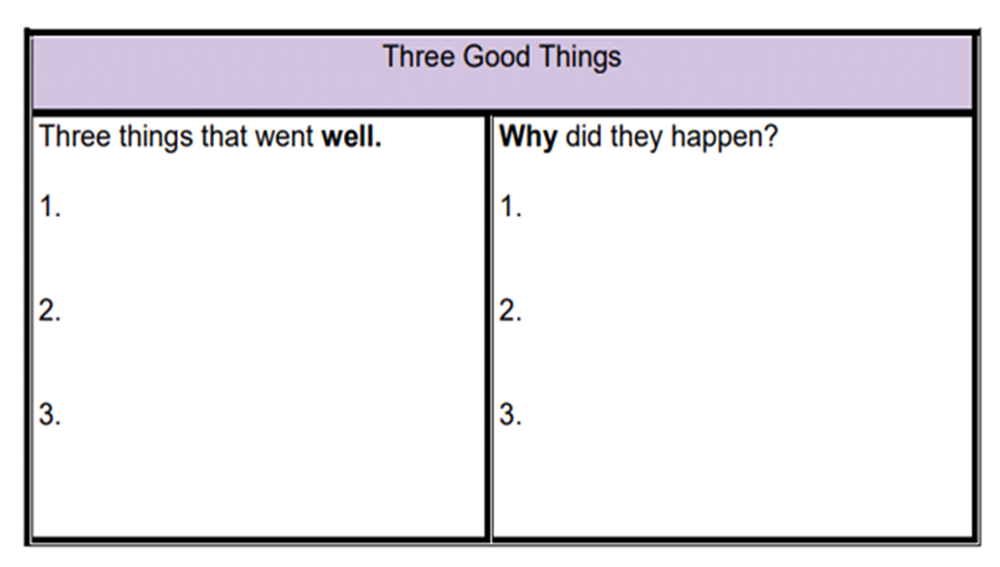 Three Good Things
Three things that went well.
1.
2.
3.
Why did they happen?
1.
2.
3.